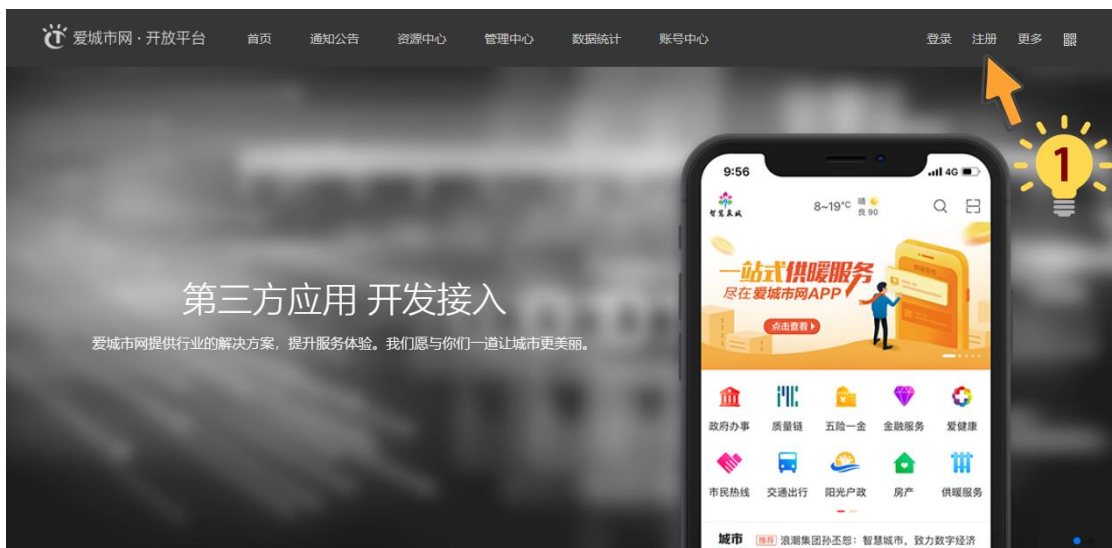 爱城市网·开放平台 首页 通知公告 资源中心 管理中心 数据统计 账号中心 登录 注册 更多
1
第三方应用 开发接入
爱城市网提供行业的解决方案，提升服务体验。我们愿与你们一道让城市更美丽。
9:56 4G
智慧泉城 8~19°C 晴
良 90
一站式供暖服务
尽在爱城市网APP
点击查看
政府办事 质量链 五险一金 金融服务 爱健康
市民热线 交通出行 阳光户政 房产 供暖服务
城市 推荐 浪潮集团孙丕恕：智慧城市，致力数字经济